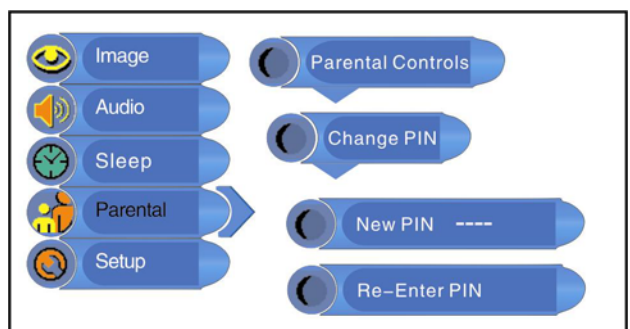 Image
Audio
Sleep
Parental
Setup
Parental Controls
Change PIN
New PIN ----
Re-Enter PIN